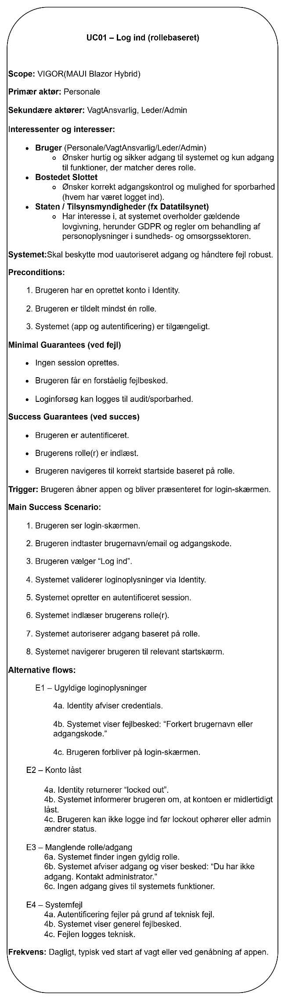 UC01 – Log ind (rollebaseret)
Scope: VIGOR(MAUI Blazor Hybrid)
Primær aktør: Personale
Sekundære aktører: VagtAnsvarlig, Leder/Admin
Interessenter og interesser:
• Bruger (Personale/VagtAnsvarlig/Leder/Admin)
○ Ønsker hurtig og sikker adgang til systemet og kun adgang
til funktioner, der matcher deres rolle.
• Bostedet Slottet
○ Ønsker korrekt adgangskontrol og mulighed for sporbarhed
(hvem har været logget ind).
• Staten / Tilsynsmyndigheder (fx Datatilsynet)
○ Har interesse i, at systemet overholder gældende
lovgivning, herunder GDPR og regler om behandling af
personoplysninger i sundheds- og omsorgssektoren.
Systemet:Skal beskytte mod uautoriseret adgang og håndtere fejl robust.
Preconditions:
1. Brugeren har en oprettet konto i Identity.
2. Brugeren er tildelt mindst én rolle.
3. Systemet (app og autentificering) er tilgængeligt.
Minimal Guarantees (ved fejl)
• Ingen session oprettes.
• Brugeren får en forståelig fejlbesked.
• Loginforsøg kan logges til audit/sporbarhed.
Success Guarantees (ved succes)
• Brugeren er autentificeret.
• Brugerens rolle(r) er indlæst.
• Brugeren navigeres til korrekt startside baseret på rolle.
Trigger: Brugeren åbner appen og bliver præsenteret for login-skærmen.
Main Success Scenario:
1. Brugeren ser login-skærmen.
2. Brugeren indtaster brugernavn/email og adgangskode.
3. Brugeren vælger “Log ind”.
4. Systemet validerer loginoplysninger via Identity.
5. Systemet opretter en autentificeret session.
6. Systemet indlæser brugerens rolle(r).
7. Systemet autoriserer adgang baseret på rolle.
8. Systemet navigerer brugeren til relevant startskærm.
Alternative flows:
E1 – Ugyldige loginoplysninger
4a. Identity afviser credentials.
4b. Systemet viser fejlbesked: “Forkert brugernavn eller
adgangskode.”
4c. Brugeren forbliver på login-skærmen.
E2 – Konto låst
4a. Identity returnerer “locked out”.
4b. Systemet informerer brugeren om, at kontoen er midlertidigt
låst.
4c. Brugeren kan ikke logge ind før lockout ophører eller admin
ændrer status.
E3 – Manglende rolle/adgang
6a. Systemet finder ingen gyldig rolle.
6b. Systemet afviser adgang og viser besked: “Du har ikke
adgang. Kontakt administrator.”
6c. Ingen adgang gives til systemets funktioner.
E4 – Systemfejl
4a. Autentificering fejler på grund af teknisk fejl.
4b. Systemet viser generel fejlbesked.
4c. Fejlen logges teknisk.
Frekvens: Dagligt, typisk ved start af vagt eller ved genåbning af appen.